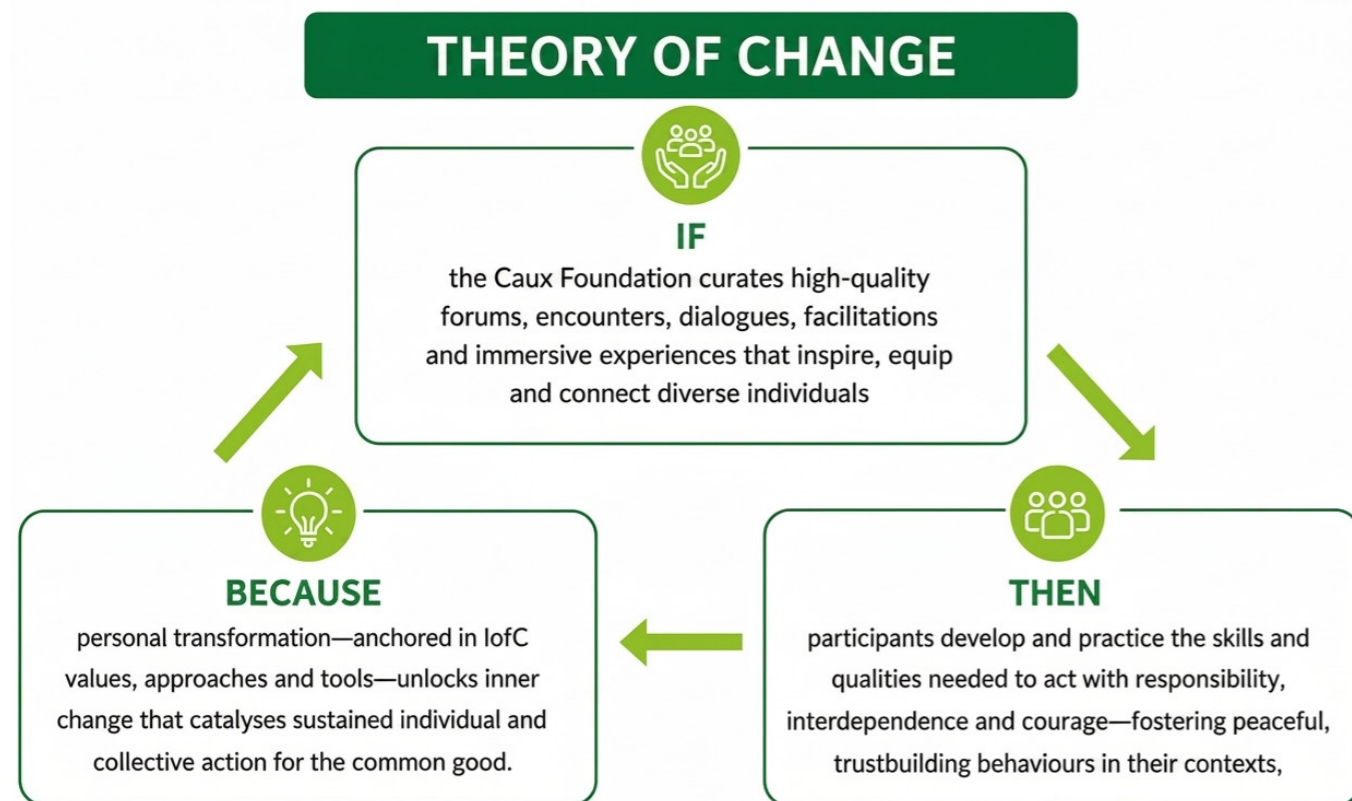 THEORY OF CHANGE
IF
the Caux Foundation curates high-quality
forums, encounters, dialogues, facilitations
and immersive experiences that inspire, equip
and connect diverse individuals
THEN
participants develop and practice the skills and
qualities needed to act with responsibility,
interdependence and courage—fostering peaceful,
trustbuilding behaviours in their contexts,
BECAUSE
personal transformation—anchored in IofC
values, approaches and tools—unlocks inner
change that catalyses sustained individual and
collective action for the common good.